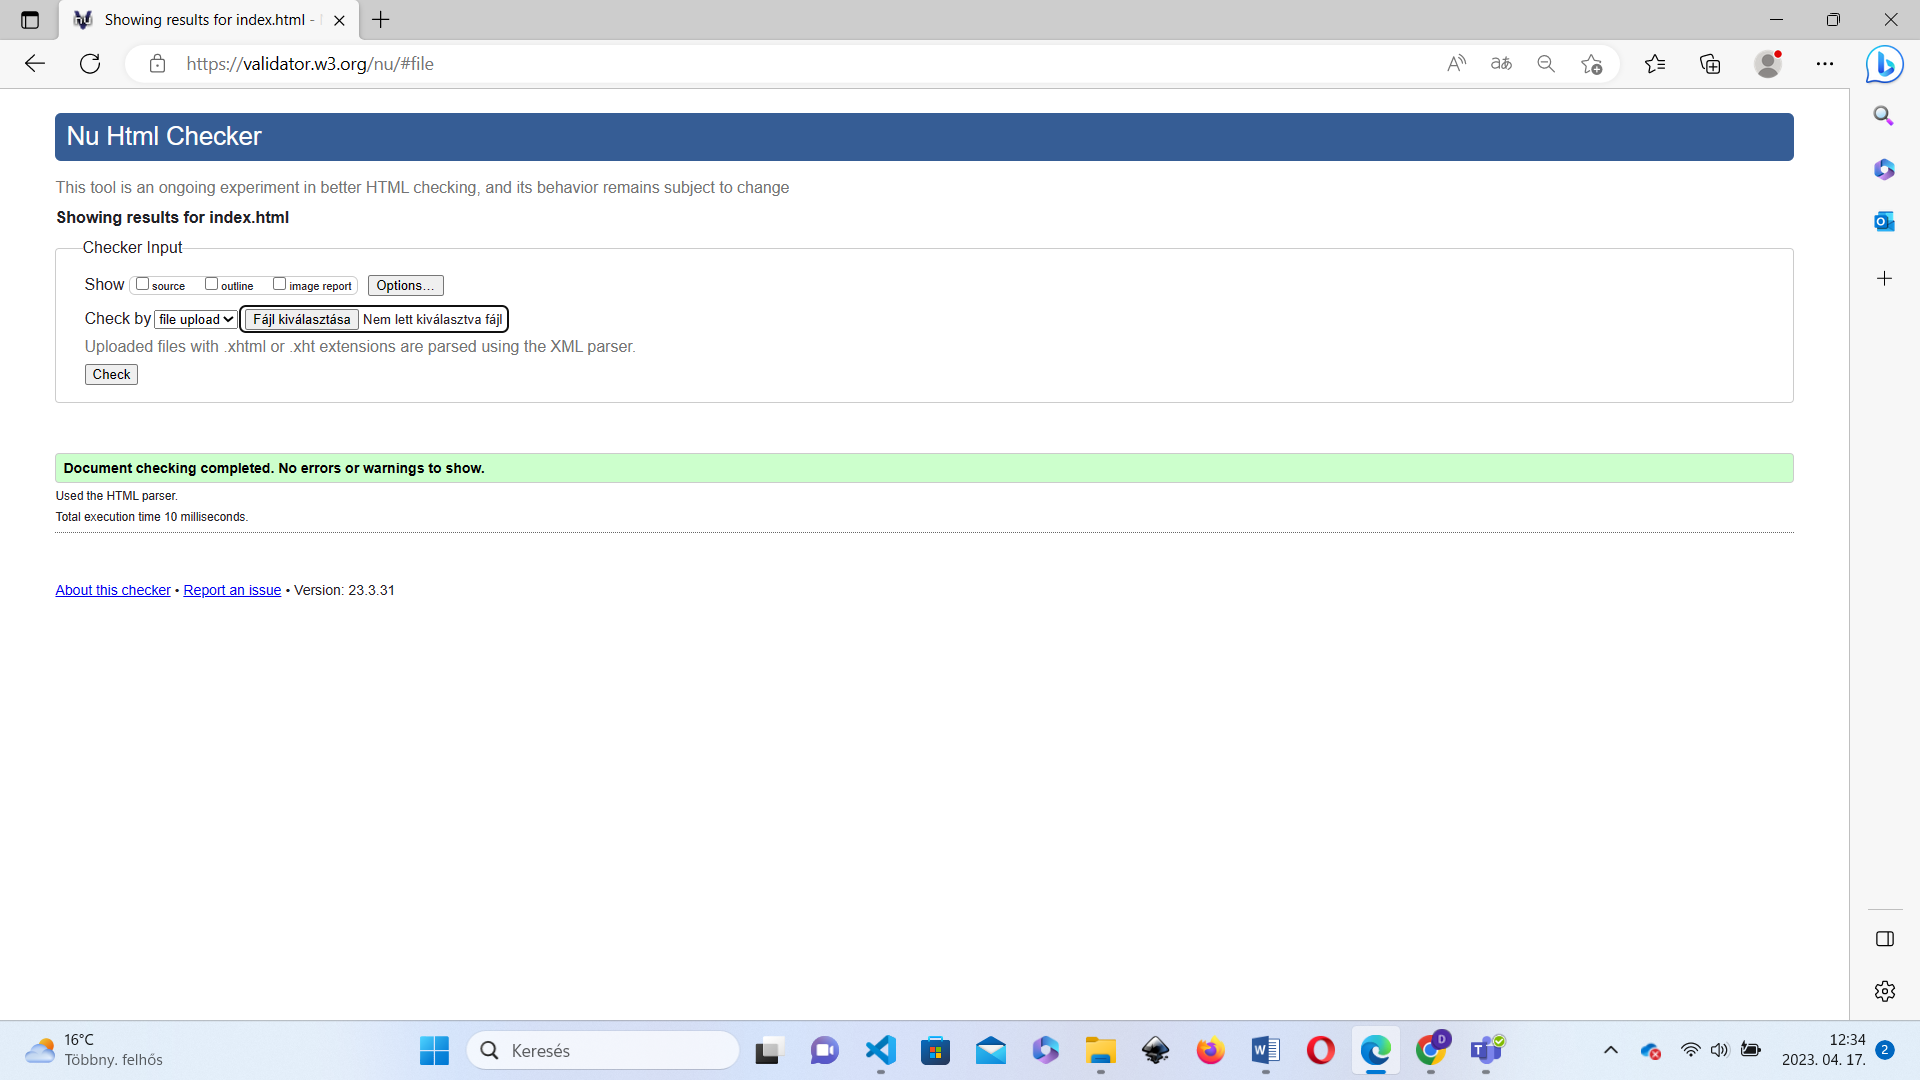 Showing results for index.html -
https://validator.w3.org/nu/#file
Nu Html Checker
This tool is an ongoing experiment in better HTML checking, and its behavior remains subject to change
Showing results for index.html
Checker Input
Show source outline image report Options...
Check by file upload Fájl kiválasztása Nem lett kiválasztva fájl
Uploaded files with .xhtml or .xht extensions are parsed using the XML parser.
Check
Document checking completed. No errors or warnings to show.
Used the HTML parser.
Total execution time 10 milliseconds.
About this checker • Report an issue • Version: 23.3.31
16°C
Többny. felhős
Keresés
12:34
2023. 04. 17.
2